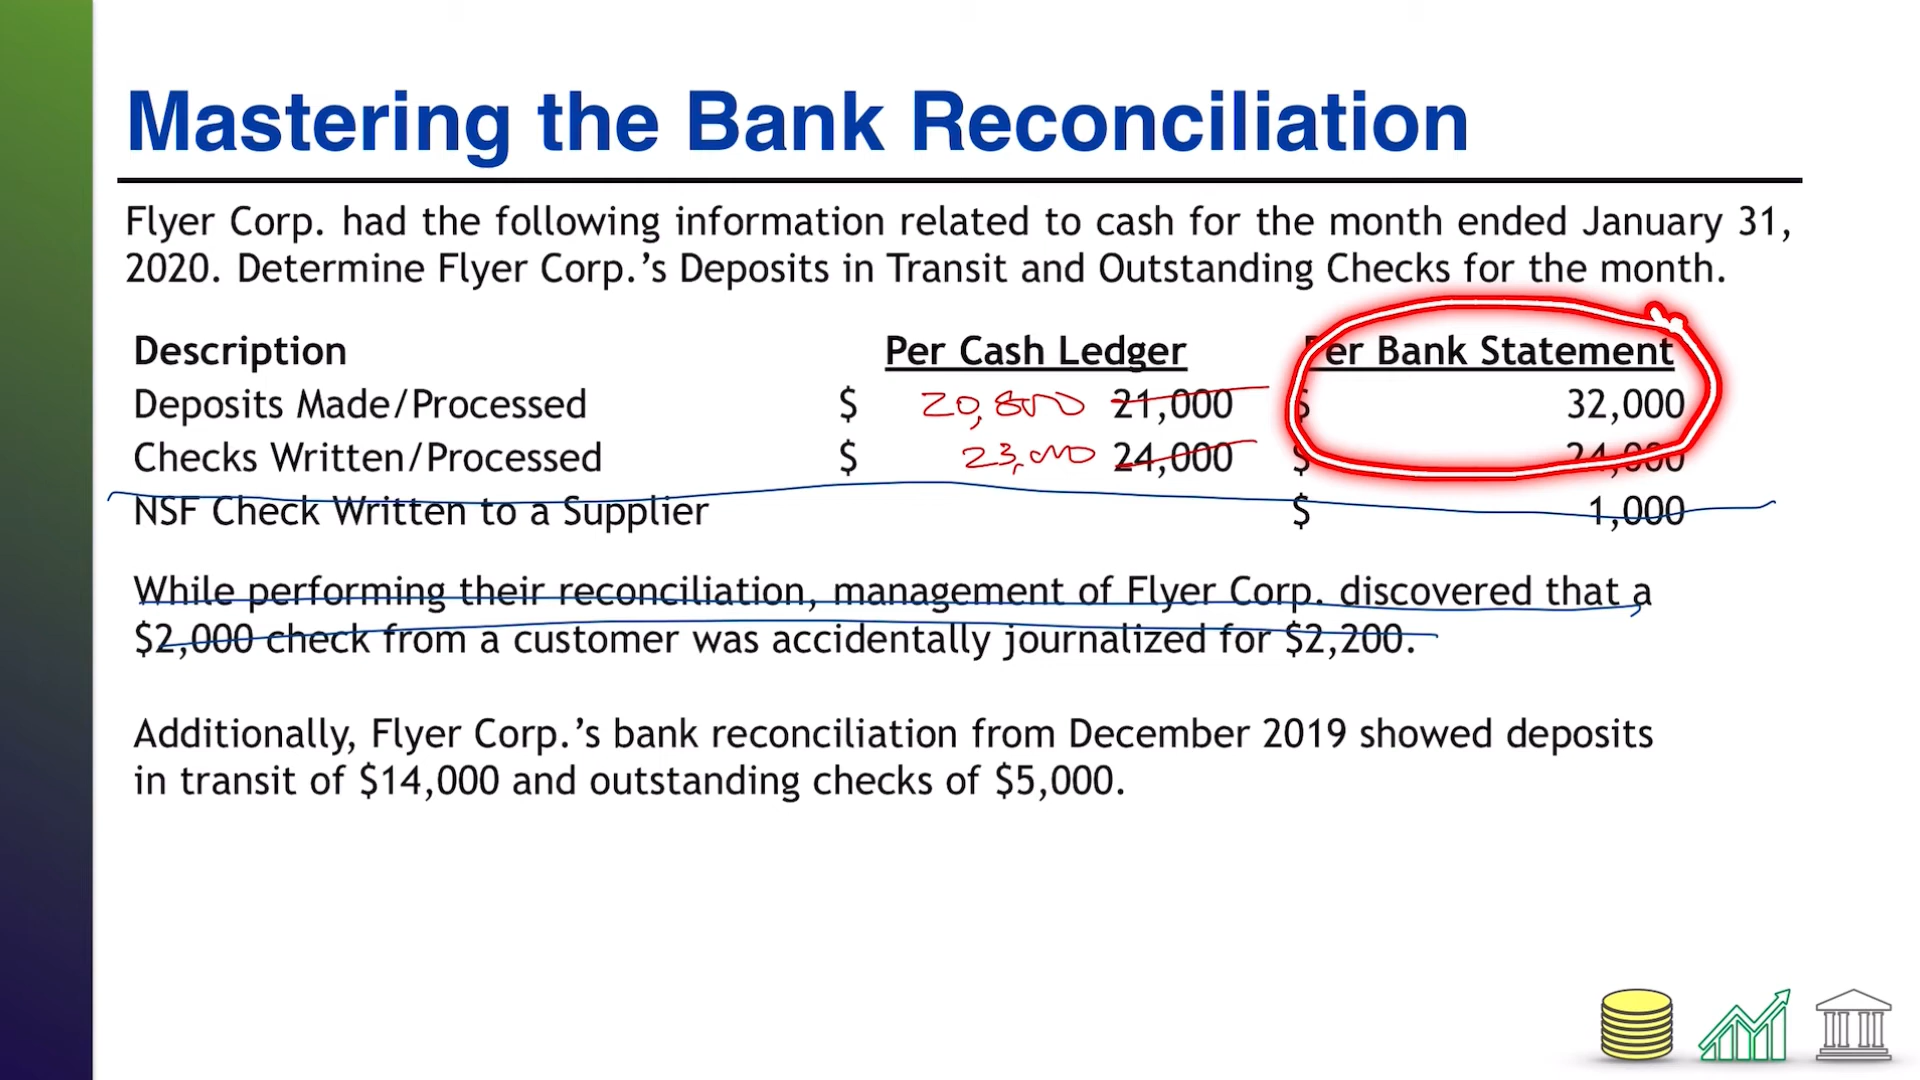 Mastering the Bank Reconciliation
Flyer Corp. had the following information related to cash for the month ended January 31,
2020. Determine Flyer Corp.’s Deposits in Transit and Outstanding Checks for the month.
Description Per Cash Ledger Per Bank Statement
Deposits Made/Processed $ 20,800 21,000 $ 32,000
Checks Written/Processed $ 23,000 24,000 $ 24,000
NSF Check Written to a Supplier $ 1,000
While performing their reconciliation, management of Flyer Corp. discovered that a
$2,000 check from a customer was accidentally journalized for $2,200.
Additionally, Flyer Corp.’s bank reconciliation from December 2019 showed deposits
in transit of $14,000 and outstanding checks of $5,000.